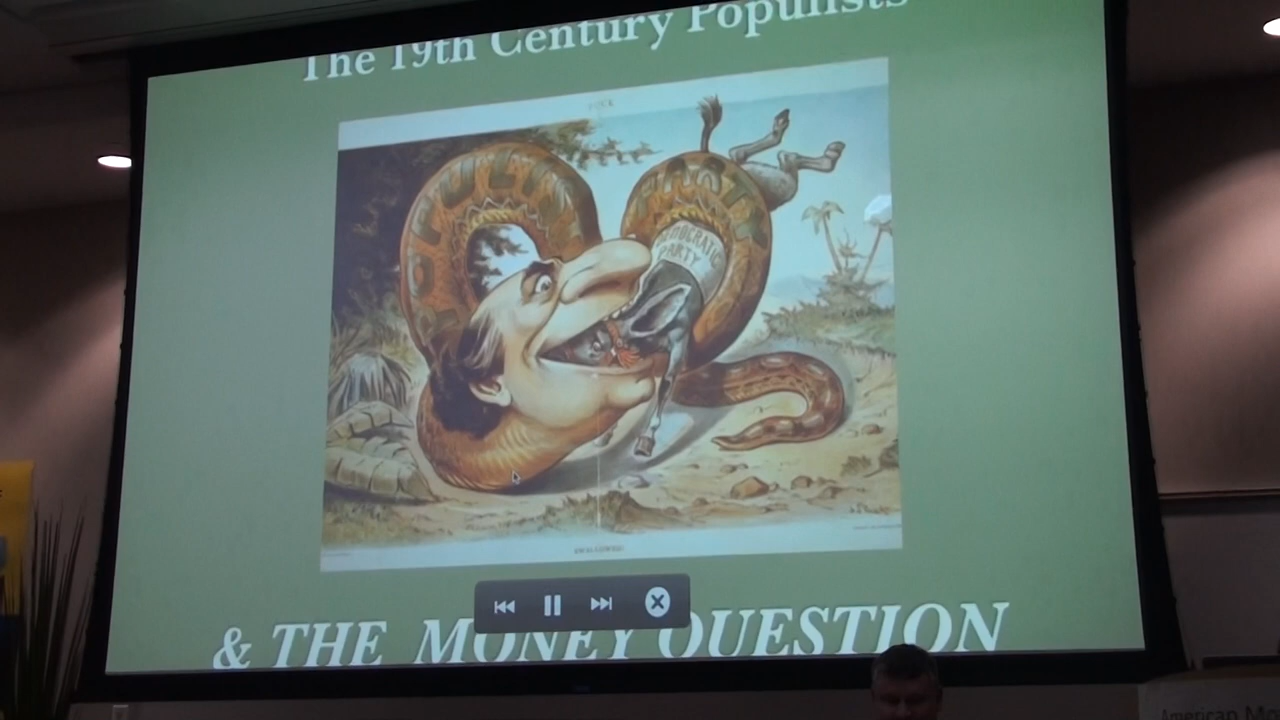 The 19th Century Populists
DEMOCRATIC
PARTY
& THE MONEY QUESTION